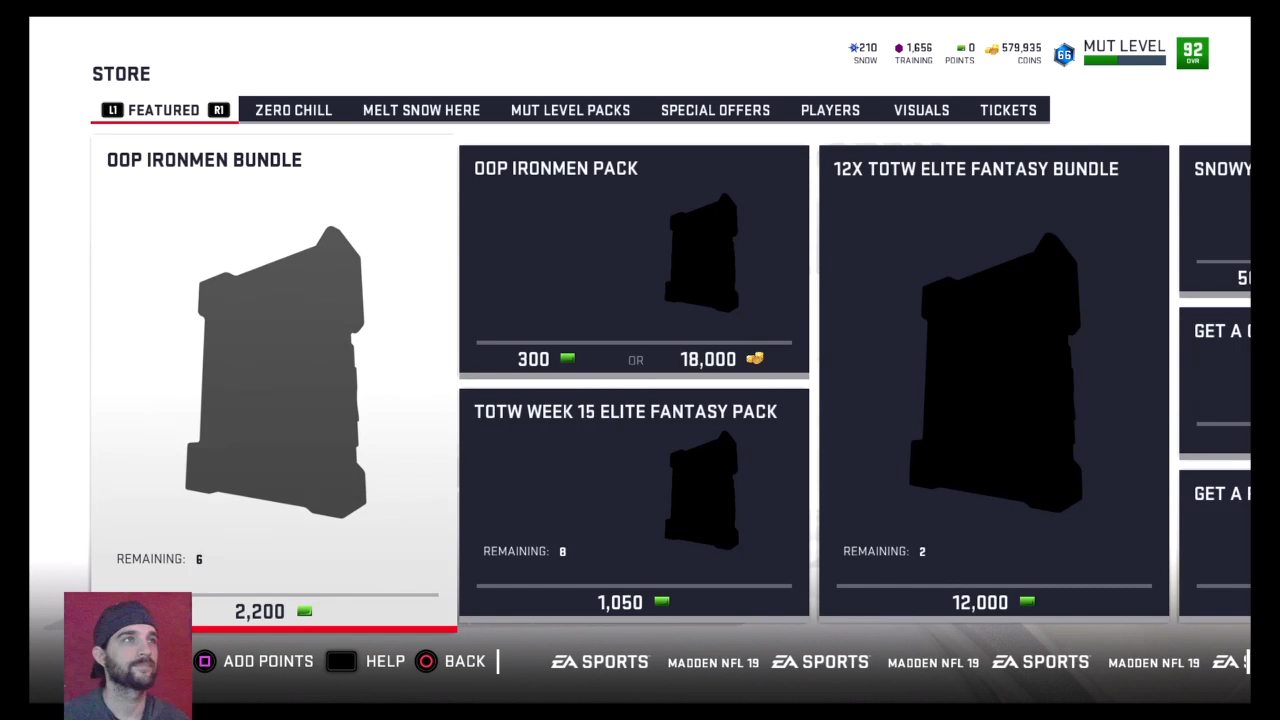 210 SNOW
1,656 TRAINING
0 POINTS
579,935 COINS
66
MUT LEVEL
92 OVR
STORE
L1 FEATURED R1
ZERO CHILL
MELT SNOW HERE
MUT LEVEL PACKS
SPECIAL OFFERS
PLAYERS
VISUALS
TICKETS
OOP IRONMEN BUNDLE
REMAINING: 6
2,200
OOP IRONMEN PACK
300 OR 18,000
TOTW WEEK 15 ELITE FANTASY PACK
REMAINING: 8
1,050
12X TOTW ELITE FANTASY BUNDLE
REMAINING: 2
12,000
SNOWY
GET A
GET A
ADD POINTS
HELP
BACK
EA SPORTS MADDEN NFL 19 EA SPORTS MADDEN NFL 19 EA SPORTS MADDEN NFL 19 EA